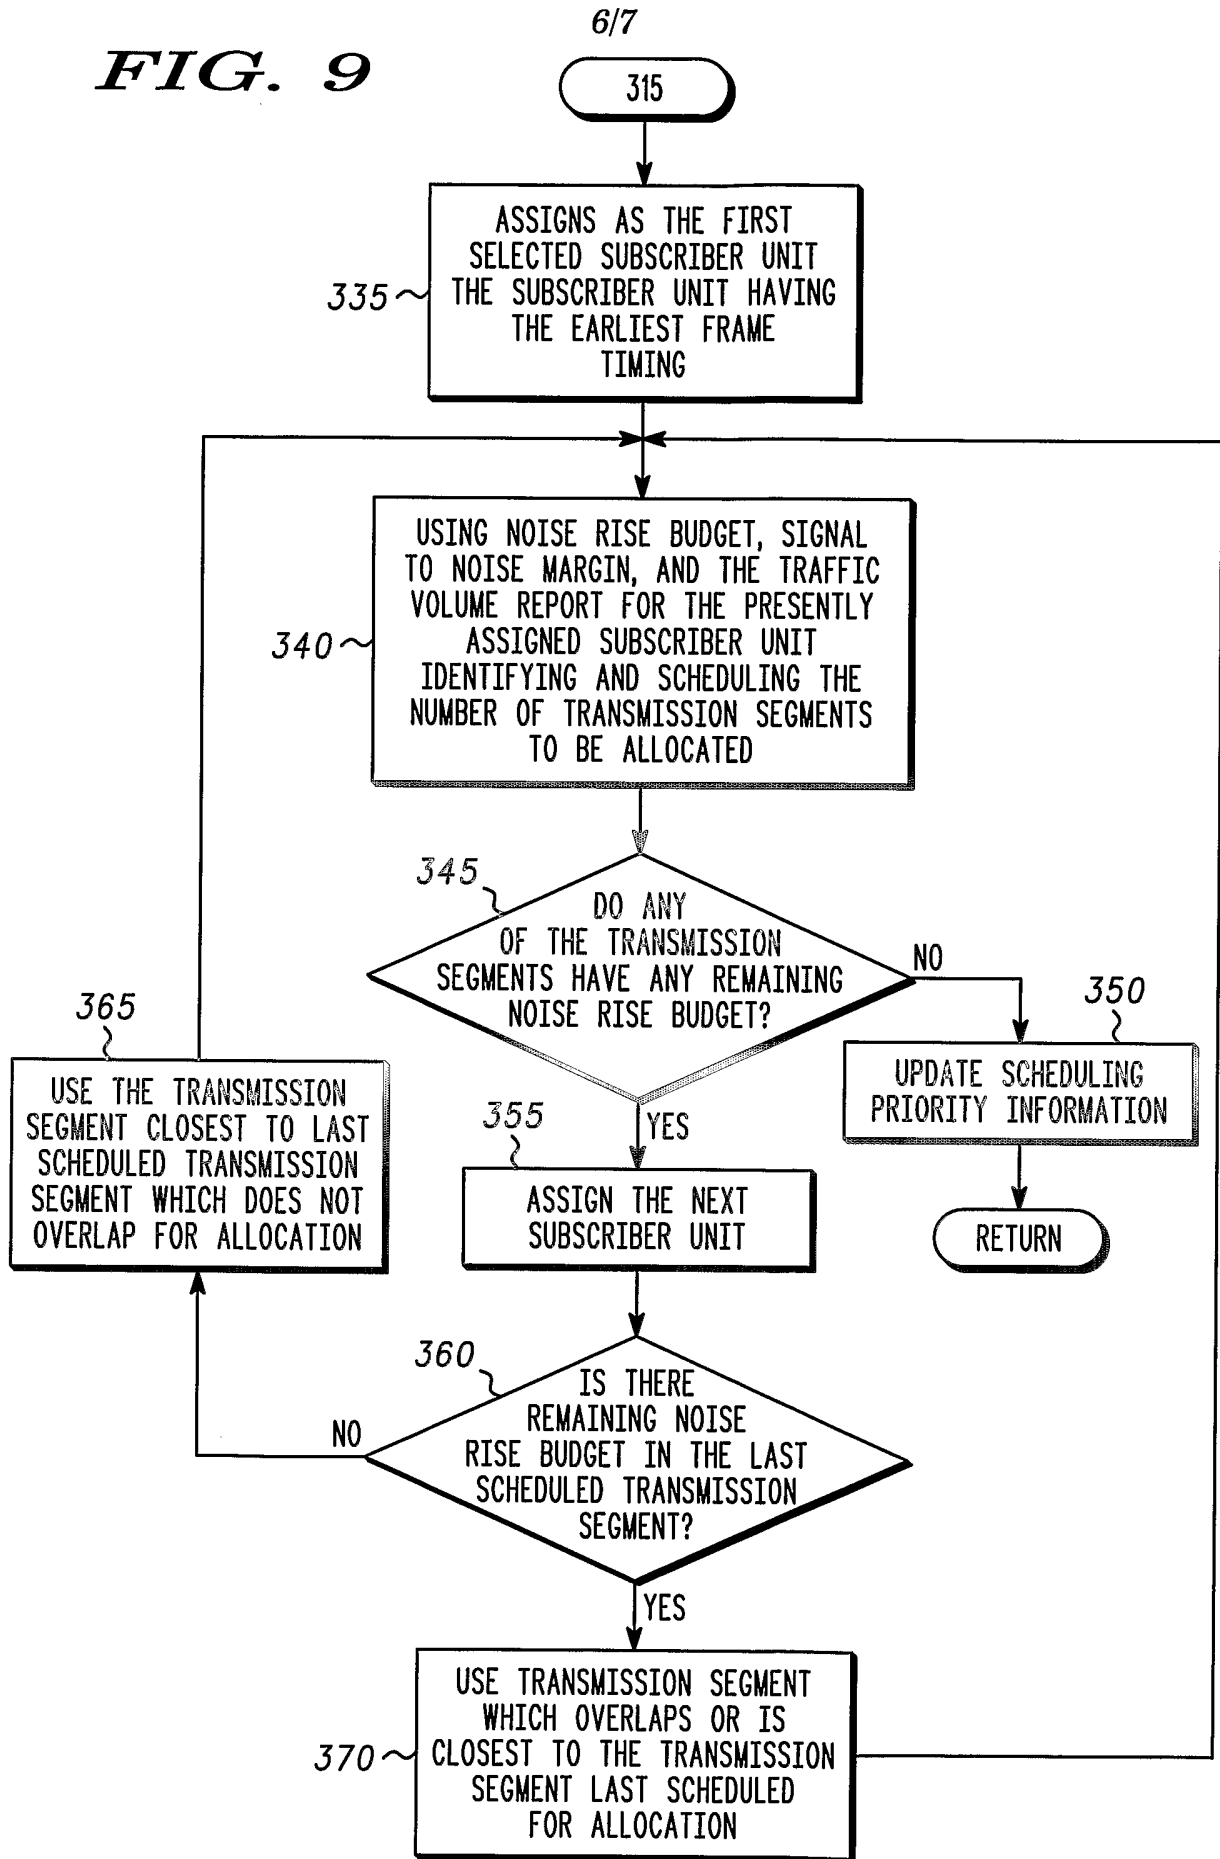 6/7
FIG. 9
315
ASSIGNS AS THE FIRST
SELECTED SUBSCRIBER UNIT
THE SUBSCRIBER UNIT HAVING
THE EARLIEST FRAME
TIMING
335
USING NOISE RISE BUDGET, SIGNAL
TO NOISE MARGIN, AND THE TRAFFIC
VOLUME REPORT FOR THE PRESENTLY
ASSIGNED SUBSCRIBER UNIT
IDENTIFYING AND SCHEDULING THE
NUMBER OF TRANSMISSION SEGMENTS
TO BE ALLOCATED
340
345
DO ANY
OF THE TRANSMISSION
SEGMENTS HAVE ANY REMAINING
NOISE RISE BUDGET?
NO
350
UPDATE SCHEDULING
PRIORITY INFORMATION
RETURN
YES
355
ASSIGN THE NEXT
SUBSCRIBER UNIT
360
IS THERE
REMAINING NOISE
RISE BUDGET IN THE LAST
SCHEDULED TRANSMISSION
SEGMENT?
NO
365
USE THE TRANSMISSION
SEGMENT CLOSEST TO LAST
SCHEDULED TRANSMISSION
SEGMENT WHICH DOES NOT
OVERLAP FOR ALLOCATION
YES
USE TRANSMISSION SEGMENT
WHICH OVERLAPS OR IS
CLOSEST TO THE TRANSMISSION
SEGMENT LAST SCHEDULED
FOR ALLOCATION
370